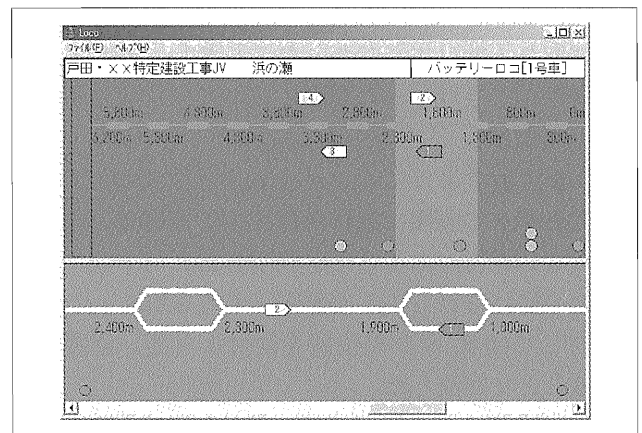 Loco
ファイル(F) ヘルプ(H)
戸田・××特定建設工事JV 浜の瀬 バッテリーロコ[1号車]
4 2
5,800m 4,800m 3,800m 2,800m 1,800m 800m 0m
5,300m 4,300m 3,300m 2,300m 1,300m 300m
3 1
2
2,400m 2,300m 1,900m 1